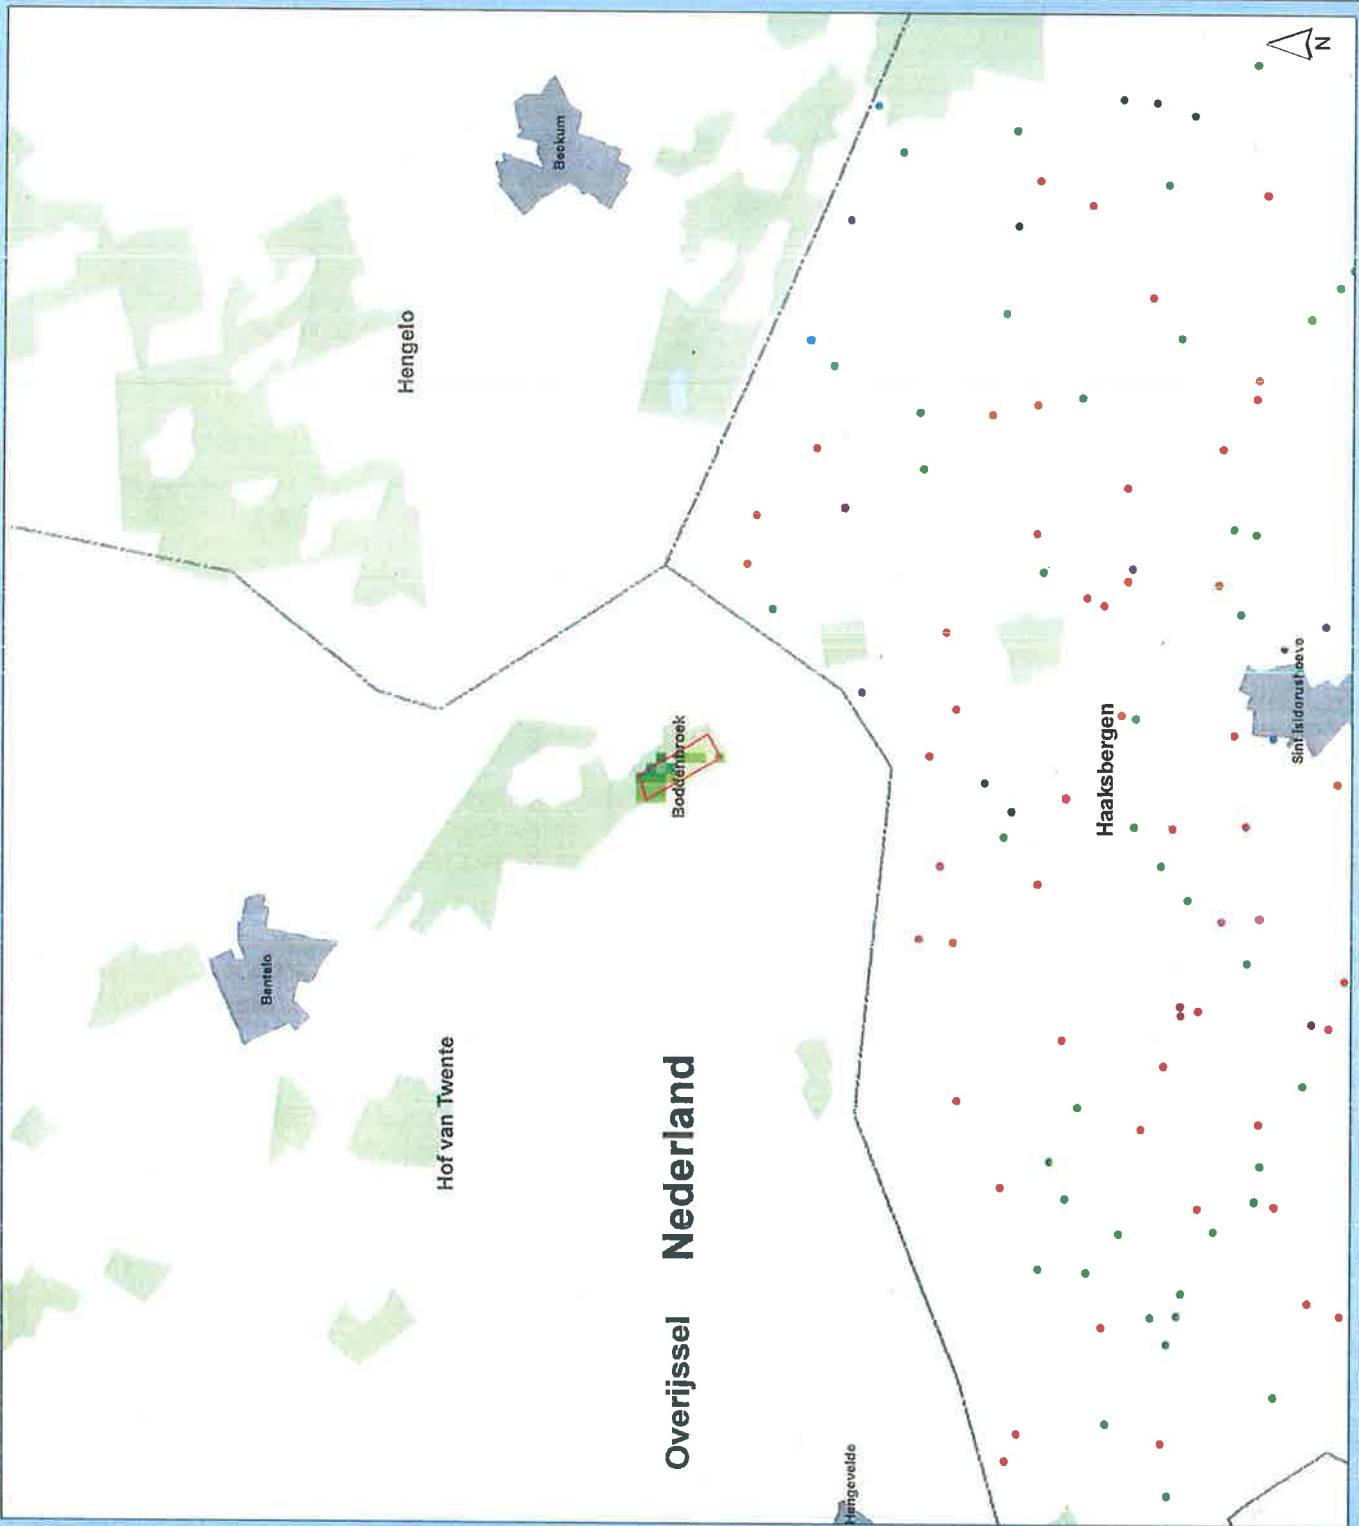 N
Beckum
Hengelo
Boddenbroek
Bentelo
Hof van Twente
Overijssel Nederland
Haaksbergen
Sint Isidorushoeve
Hengevelde